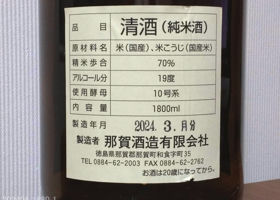 品目 清酒(純米酒)
原材料名 米(国産)、米こうじ(国産米)
精米歩合 70%
アルコール分 19度
使用酵母 10号系
内容量 1800ml
製造年月 2024.3.月分
製造者 那賀酒造有限会社
徳島県那賀郡那賀町和食字町35
TEL 0884-62-2003 FAX 0884-62-2762
お酒は20歳になってから。